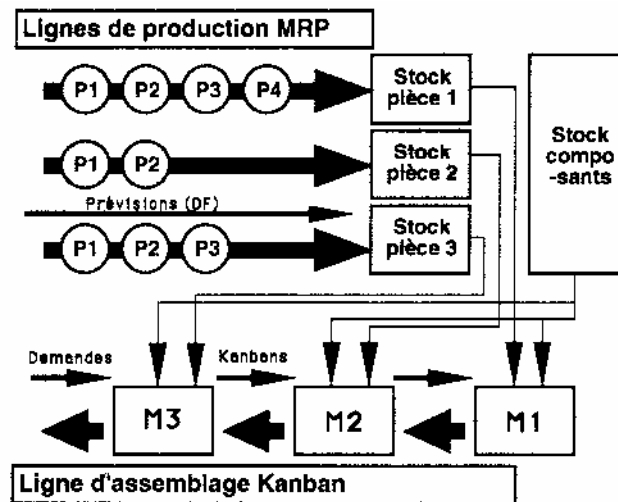 Lignes de production MRP
P1 P2 P3 P4
Stock
pièce 1
Stock
compo
-sants
P1 P2
Stock
pièce 2
Prévisions (DF)
P1 P2 P3
Stock
pièce 3
Demandes
Kanbans
M3
M2
M1
Ligne d'assemblage Kanban